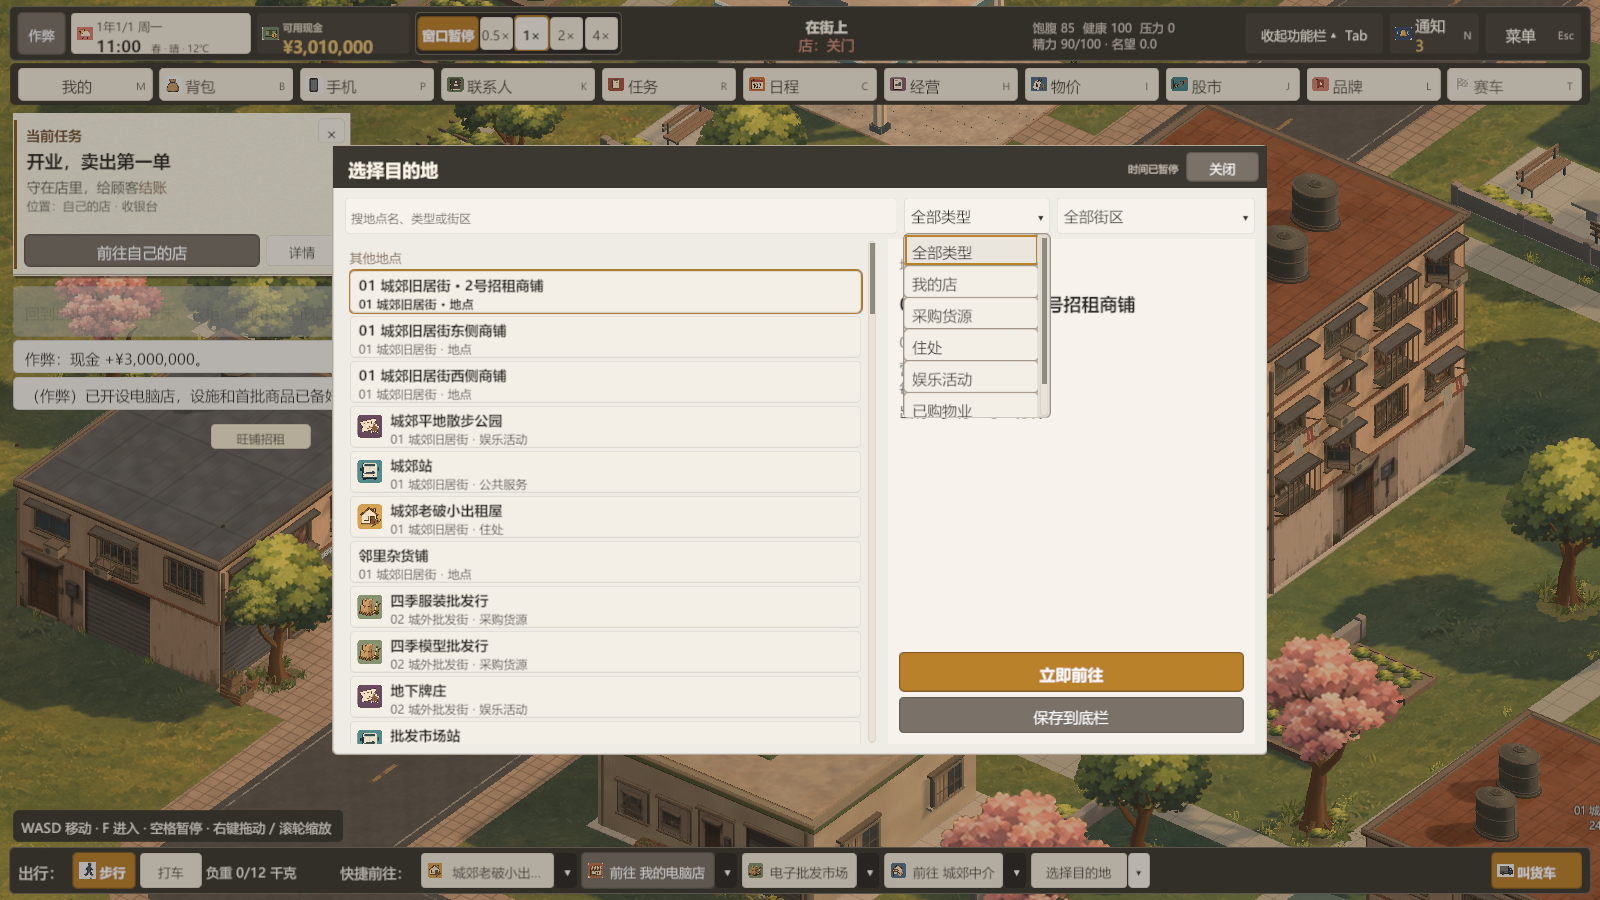 作弊
1年1/1 周一
11:00 春 · 晴 · 12℃
可用现金
¥3,010,000
窗口暂停 0.5× 1× 2× 4×
在街上
店：关门
饱腹 85 健康 100 压力 0
精力 90/100 · 名望 0.0
收起功能栏 ▴ Tab
通知 3 N
菜单 Esc
我的 M
背包 B
手机 P
联系人 K
任务 R
日程 C
经营 H
物价 I
股市 J
品牌 L
赛车 T
当前任务 ×
开业，卖出第一单
守在店里，给顾客结账
位置：自己的店 · 收银台
前往自己的店 详情
作弊：现金 +¥3,000,000。
（作弊）已开设电脑店，设施和首批商品已备
旺铺招租
选择目的地 时间已暂停 关闭
搜地点名、类型或街区
全部类型 ▾
全部街区 ▾
其他地点
01 城郊旧居街 · 2号招租商铺
01 城郊旧居街 · 地点
01 城郊旧居街东侧商铺
01 城郊旧居街 · 地点
01 城郊旧居街西侧商铺
01 城郊旧居街 · 地点
城郊平地散步公园
01 城郊旧居街 · 娱乐活动
城郊站
01 城郊旧居街 · 公共服务
城郊老破小出租屋
01 城郊旧居街 · 住处
邻里杂货铺
01 城郊旧居街 · 地点
四季服装批发行
02 城外批发街 · 采购货源
四季模型批发行
02 城外批发街 · 采购货源
地下牌庄
02 城外批发街 · 娱乐活动
批发市场站
全部类型
我的店
采购货源
住处
娱乐活动
已购物业
号招租商铺
立即前往
保存到底栏
WASD 移动 · F 进入 · 空格暂停 · 右键拖动 / 滚轮缩放
01 城
24
出行： 步行 打车 负重 0/12 千克 快捷前往： 城郊老破小出... ▾ 前往 我的电脑店 ▾ 电子批发市场 ▾ 前往 城郊中介 ▾ 选择目的地 ▾ 叫货车